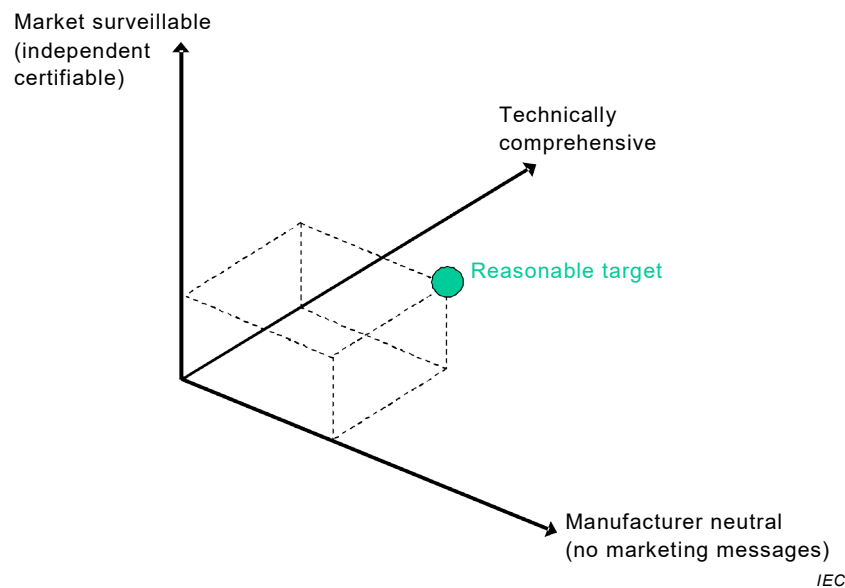 Market surveillable
(independent
certifiable)
Technically
comprehensive
Reasonable target
Manufacturer neutral
(no marketing messages)
IEC